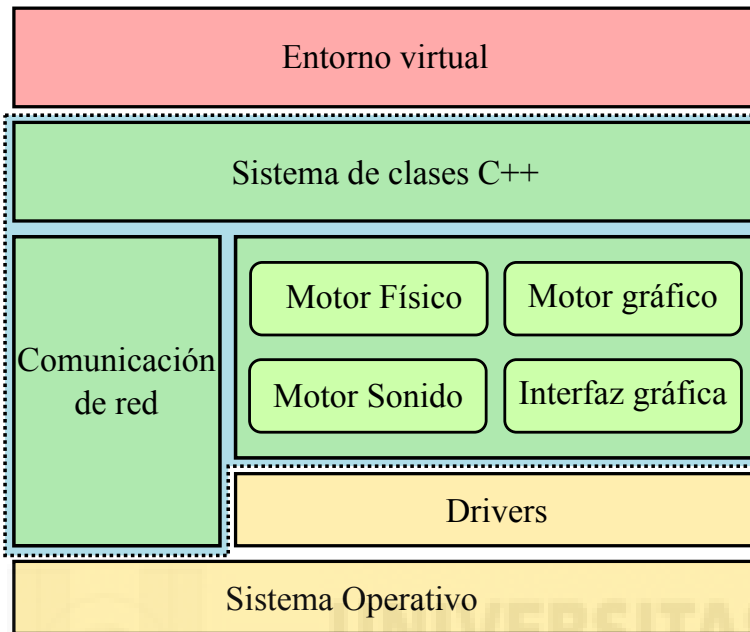 Entorno virtual
Sistema de clases C++
Motor Físico
Motor gráfico
Comunicación
de red
Motor Sonido
Interfaz gráfica
Drivers
Sistema Operativo